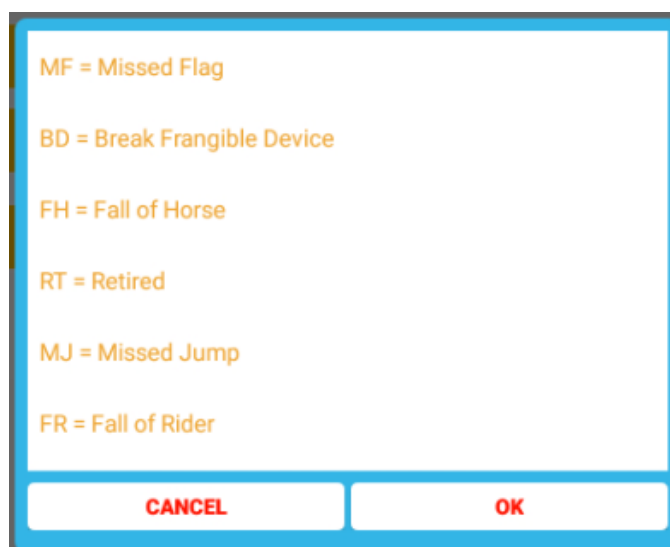 MF = Missed Flag
BD = Break Frangible Device
FH = Fall of Horse
RT = Retired
MJ = Missed Jump
FR = Fall of Rider
CANCEL OK